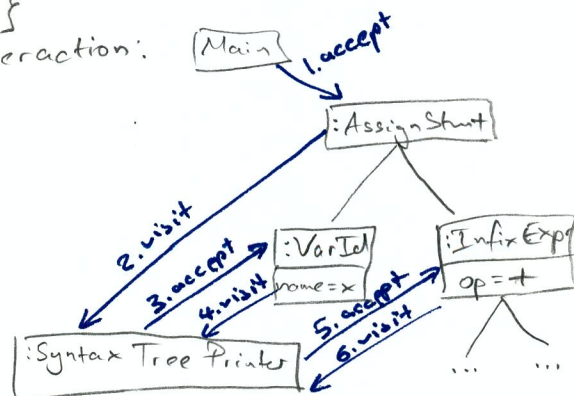 }
eraction:
Main
1. accept
:AssignStmt
2. visit
3. accept
:VarId
name=x
4. visit
:InfixExpr
op=+
5. accept
6. visit
:Syntax Tree Printer
...
...